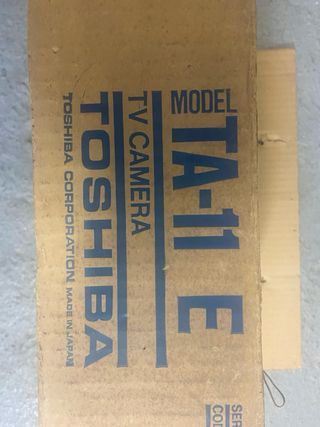 MODEL TA-11 E
TV CAMERA
TOSHIBA
TOSHIBA CORPORATION MADE IN JAPAN